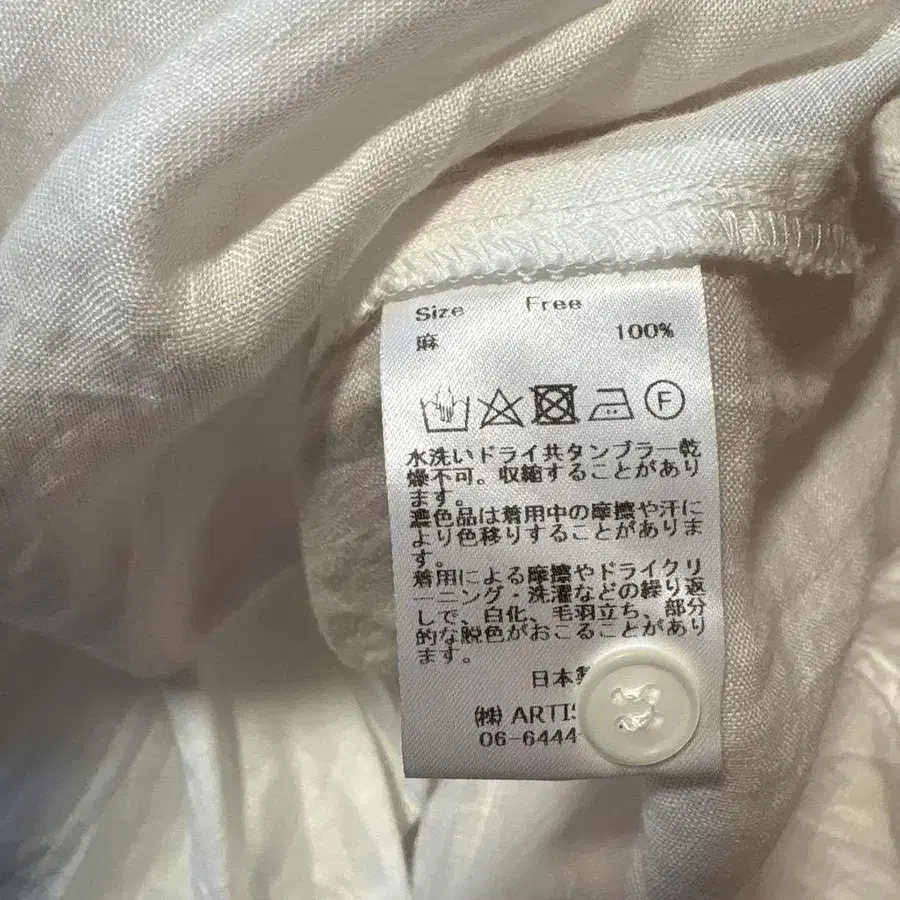 Size Free
麻 100%
F
水洗いドライ共タンブラー乾
燥不可。収縮することがあり
ます。
濃色品は着用中の摩擦や汗に
より色移りすることがありま
す。
着用による摩擦やドライクリ
ーニング・洗濯などの繰り返
しで、白化、毛羽立ち、部分
的な脱色がおこることがあり
ます。
日本製
㈱ ARTIS
06-6444-